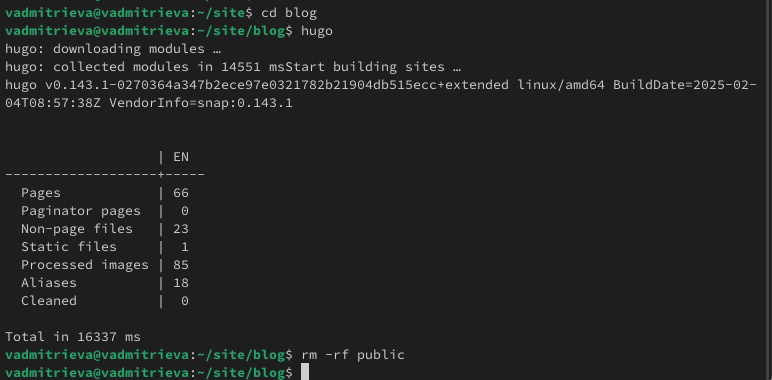 vadmitrieva@vadmitrieva:~/site$ cd blog
vadmitrieva@vadmitrieva:~/site/blog$ hugo
hugo: downloading modules …
hugo: collected modules in 14551 msStart building sites …
hugo v0.143.1-0270364a347b2ece97e0321782b21904db515ecc+extended linux/amd64 BuildDate=2025-02-
04T08:57:38Z VendorInfo=snap:0.143.1
                   | EN
-------------------+-----
  Pages            | 66
  Paginator pages  |  0
  Non-page files   | 23
  Static files     |  1
  Processed images | 85
  Aliases          | 18
  Cleaned          |  0
Total in 16337 ms
vadmitrieva@vadmitrieva:~/site/blog$ rm -rf public
vadmitrieva@vadmitrieva:~/site/blog$